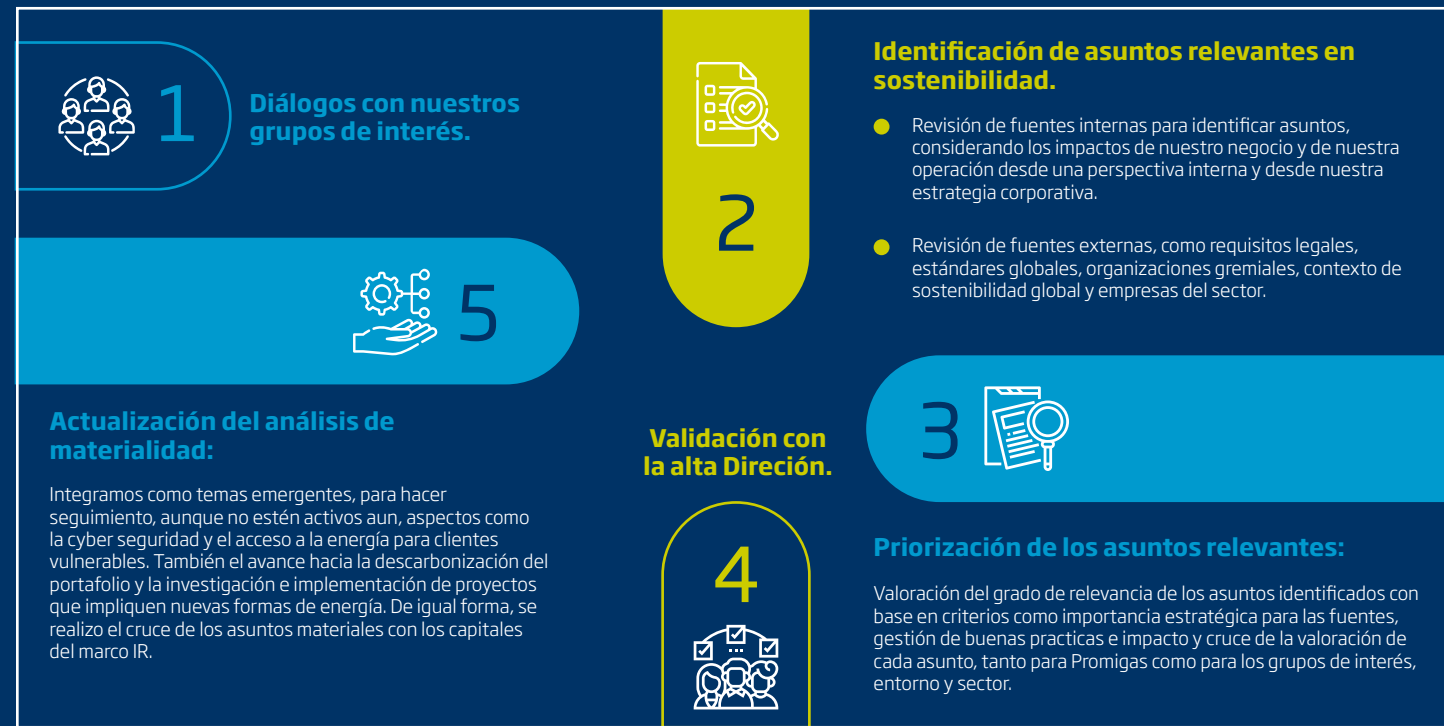 1
Diálogos con nuestros
grupos de interés.
2
Identificación de asuntos relevantes en
sostenibilidad.
Revisión de fuentes internas para identificar asuntos,
considerando los impactos de nuestro negocio y de nuestra
operación desde una perspectiva interna y desde nuestra
estrategia corporativa.
Revisión de fuentes externas, como requisitos legales,
estándares globales, organizaciones gremiales, contexto de
sostenibilidad global y empresas del sector.
3
Priorización de los asuntos relevantes:
Valoración del grado de relevancia de los asuntos identificados con
base en criterios como importancia estratégica para las fuentes,
gestión de buenas practicas e impacto y cruce de la valoración de
cada asunto, tanto para Promigas como para los grupos de interés,
entorno y sector.
Validación con
la alta Direción.
4
5
Actualización del análisis de
materialidad:
Integramos como temas emergentes, para hacer
seguimiento, aunque no estén activos aun, aspectos como
la cyber seguridad y el acceso a la energía para clientes
vulnerables. También el avance hacia la descarbonización del
portafolio y la investigación e implementación de proyectos
que impliquen nuevas formas de energía. De igual forma, se
realizo el cruce de los asuntos materiales con los capitales
del marco IR.